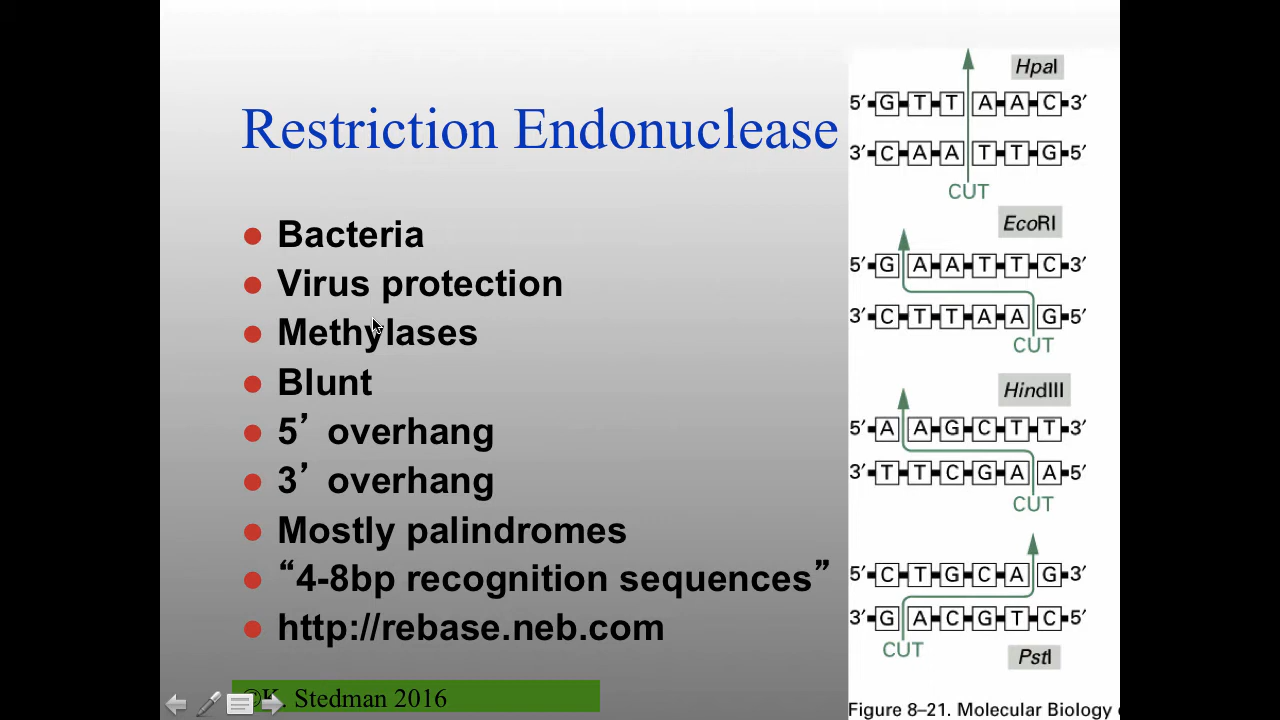 Restriction Endonuclease
● Bacteria
● Virus protection
● Methylases
● Blunt
● 5’ overhang
● 3’ overhang
● Mostly palindromes
● “4-8bp recognition sequences”
● http://rebase.neb.com
©K. Stedman 2016
HpaI
5′ G T T A A C 3′
3′ C A A T T G 5′
CUT
EcoRI
5′ G A A T T C 3′
3′ C T T A A G 5′
CUT
HindIII
5′ A A G C T T 3′
3′ T T C G A A 5′
CUT
5′ C T G C A G 3′
3′ G A C G T C 5′
CUT
PstI
Figure 8–21. Molecular Biology